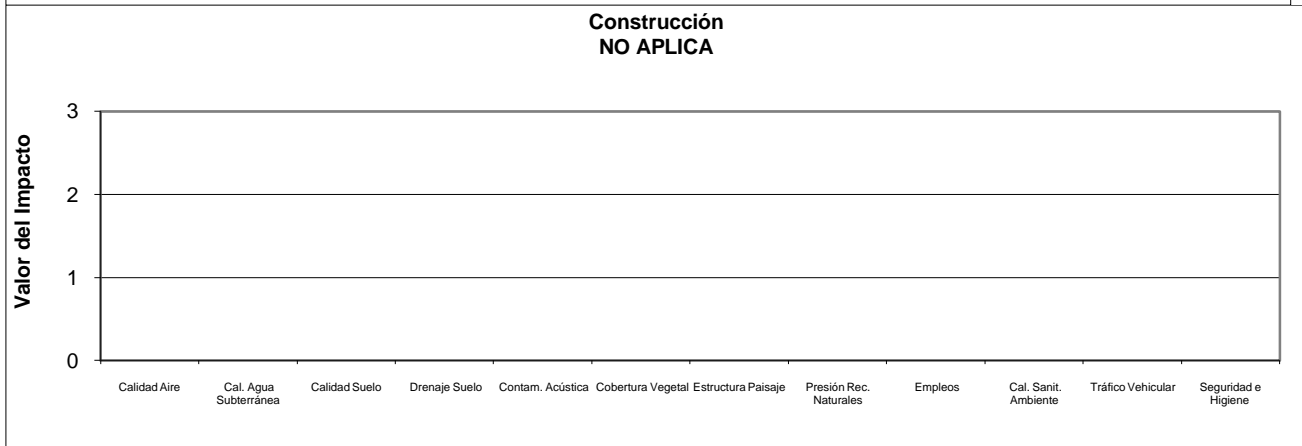 Construcción
NO APLICA
Valor del Impacto
3
2
1
0
Calidad Aire
Cal. Agua
Subterránea
Calidad Suelo
Drenaje Suelo
Contam. Acústica
Cobertura Vegetal
Estructura Paisaje
Presión Rec.
Naturales
Empleos
Cal. Sanit.
Ambiente
Tráfico Vehicular
Seguridad e
Higiene